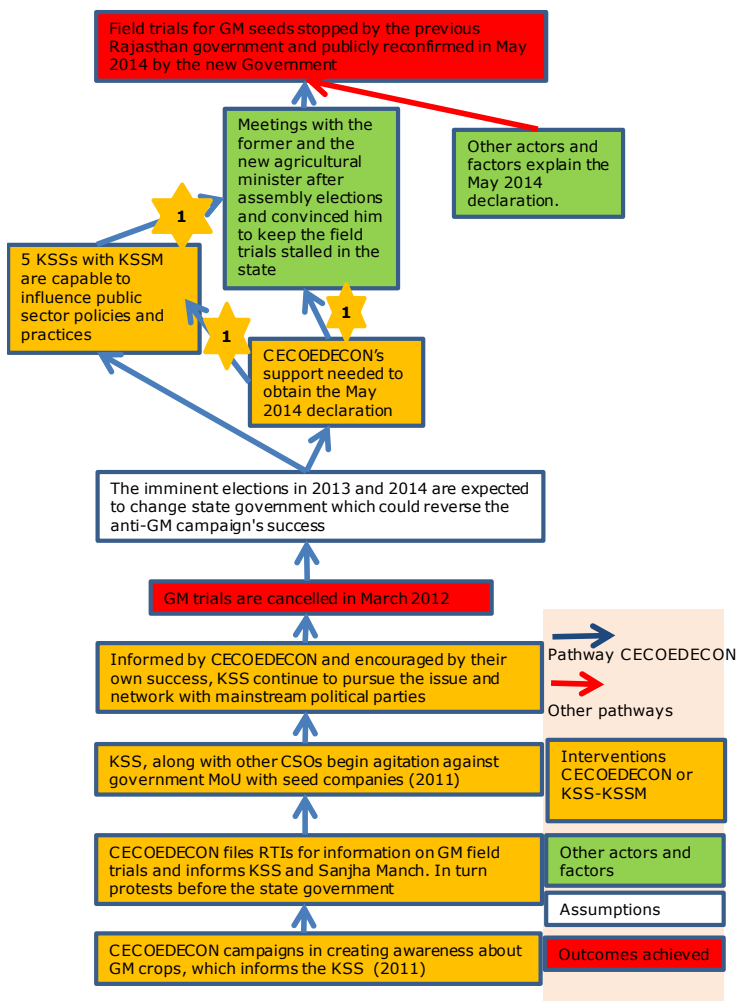 Field trials for GM seeds stopped by the previous
Rajasthan government and publicly reconfirmed in May
2014 by the new Government
Meetings with the
former and the
new agricultural
minister after
assembly elections
and convinced him
to keep the field
trials stalled in the
state
Other actors and
factors explain the
May 2014
declaration.
1
5 KSSs with KSSM
are capable to
influence public
sector policies and
practices
1
1
CECOEDECON's
support needed to
obtain the May
2014 declaration
The imminent elections in 2013 and 2014 are expected
to change state government which could reverse the
anti-GM campaign's success
GM trials are cancelled in March 2012
Informed by CECOEDECON and encouraged by their
own success, KSS continue to pursue the issue and
network with mainstream political parties
KSS, along with other CSOs begin agitation against
government MoU with seed companies (2011)
CECOEDECON files RTIs for information on GM field
trials and informs KSS and Sanjha Manch. In turn
protests before the state government
CECOEDECON campaigns in creating awareness about
GM crops, which informs the KSS (2011)
Pathway CECOEDECON
Other pathways
Interventions
CECOEDECON or
KSS-KSSM
Other actors and
factors
Assumptions
Outcomes achieved